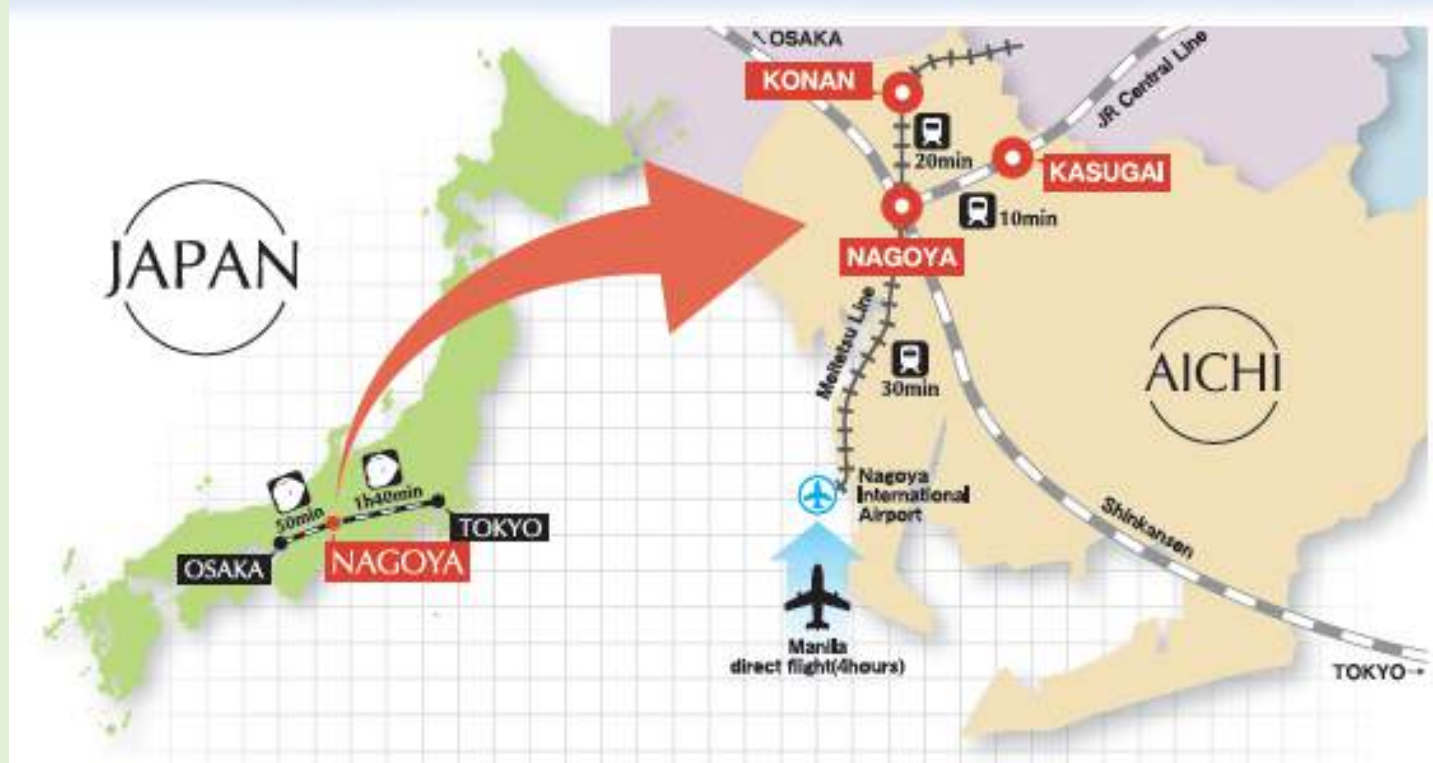 JAPAN
50min
1h40min
OSAKA
NAGOYA
TOKYO
↖OSAKA
KONAN
JR Central Line
20min
KASUGAI
10min
NAGOYA
Meitetsu Line
30min
AICHI
Nagoya
International
Airport
Shinkansen
Manila
direct flight(4hours)
TOKYO→